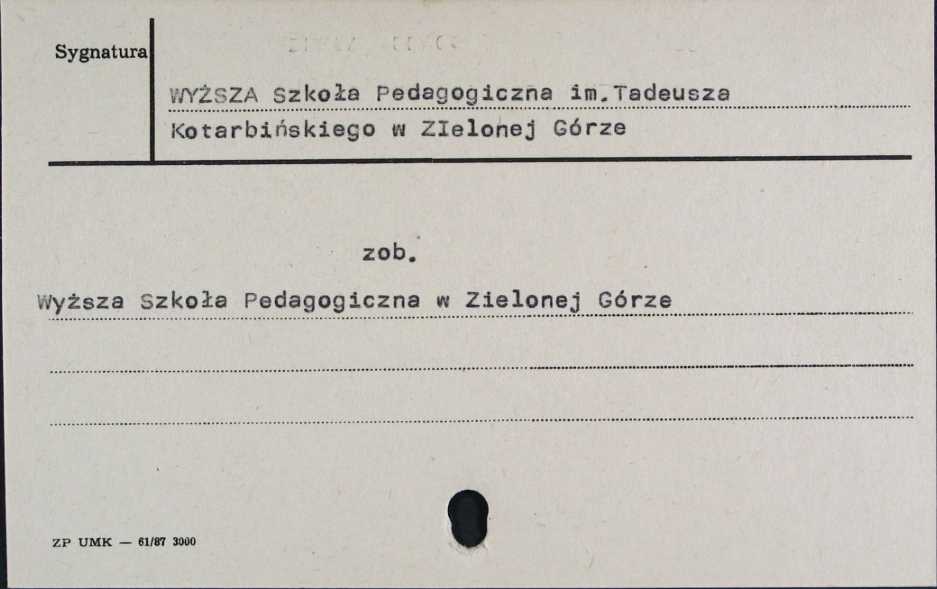 Sygnatura
WYŻSZA Szkoła Pedagogiczna im.Tadeusza
Kotarbińskiego w ZIelonej Górze
zob.
Wyższa Szkoła Pedagogiczna w Zielonej Górze
ZP UMK — 61/87 3000